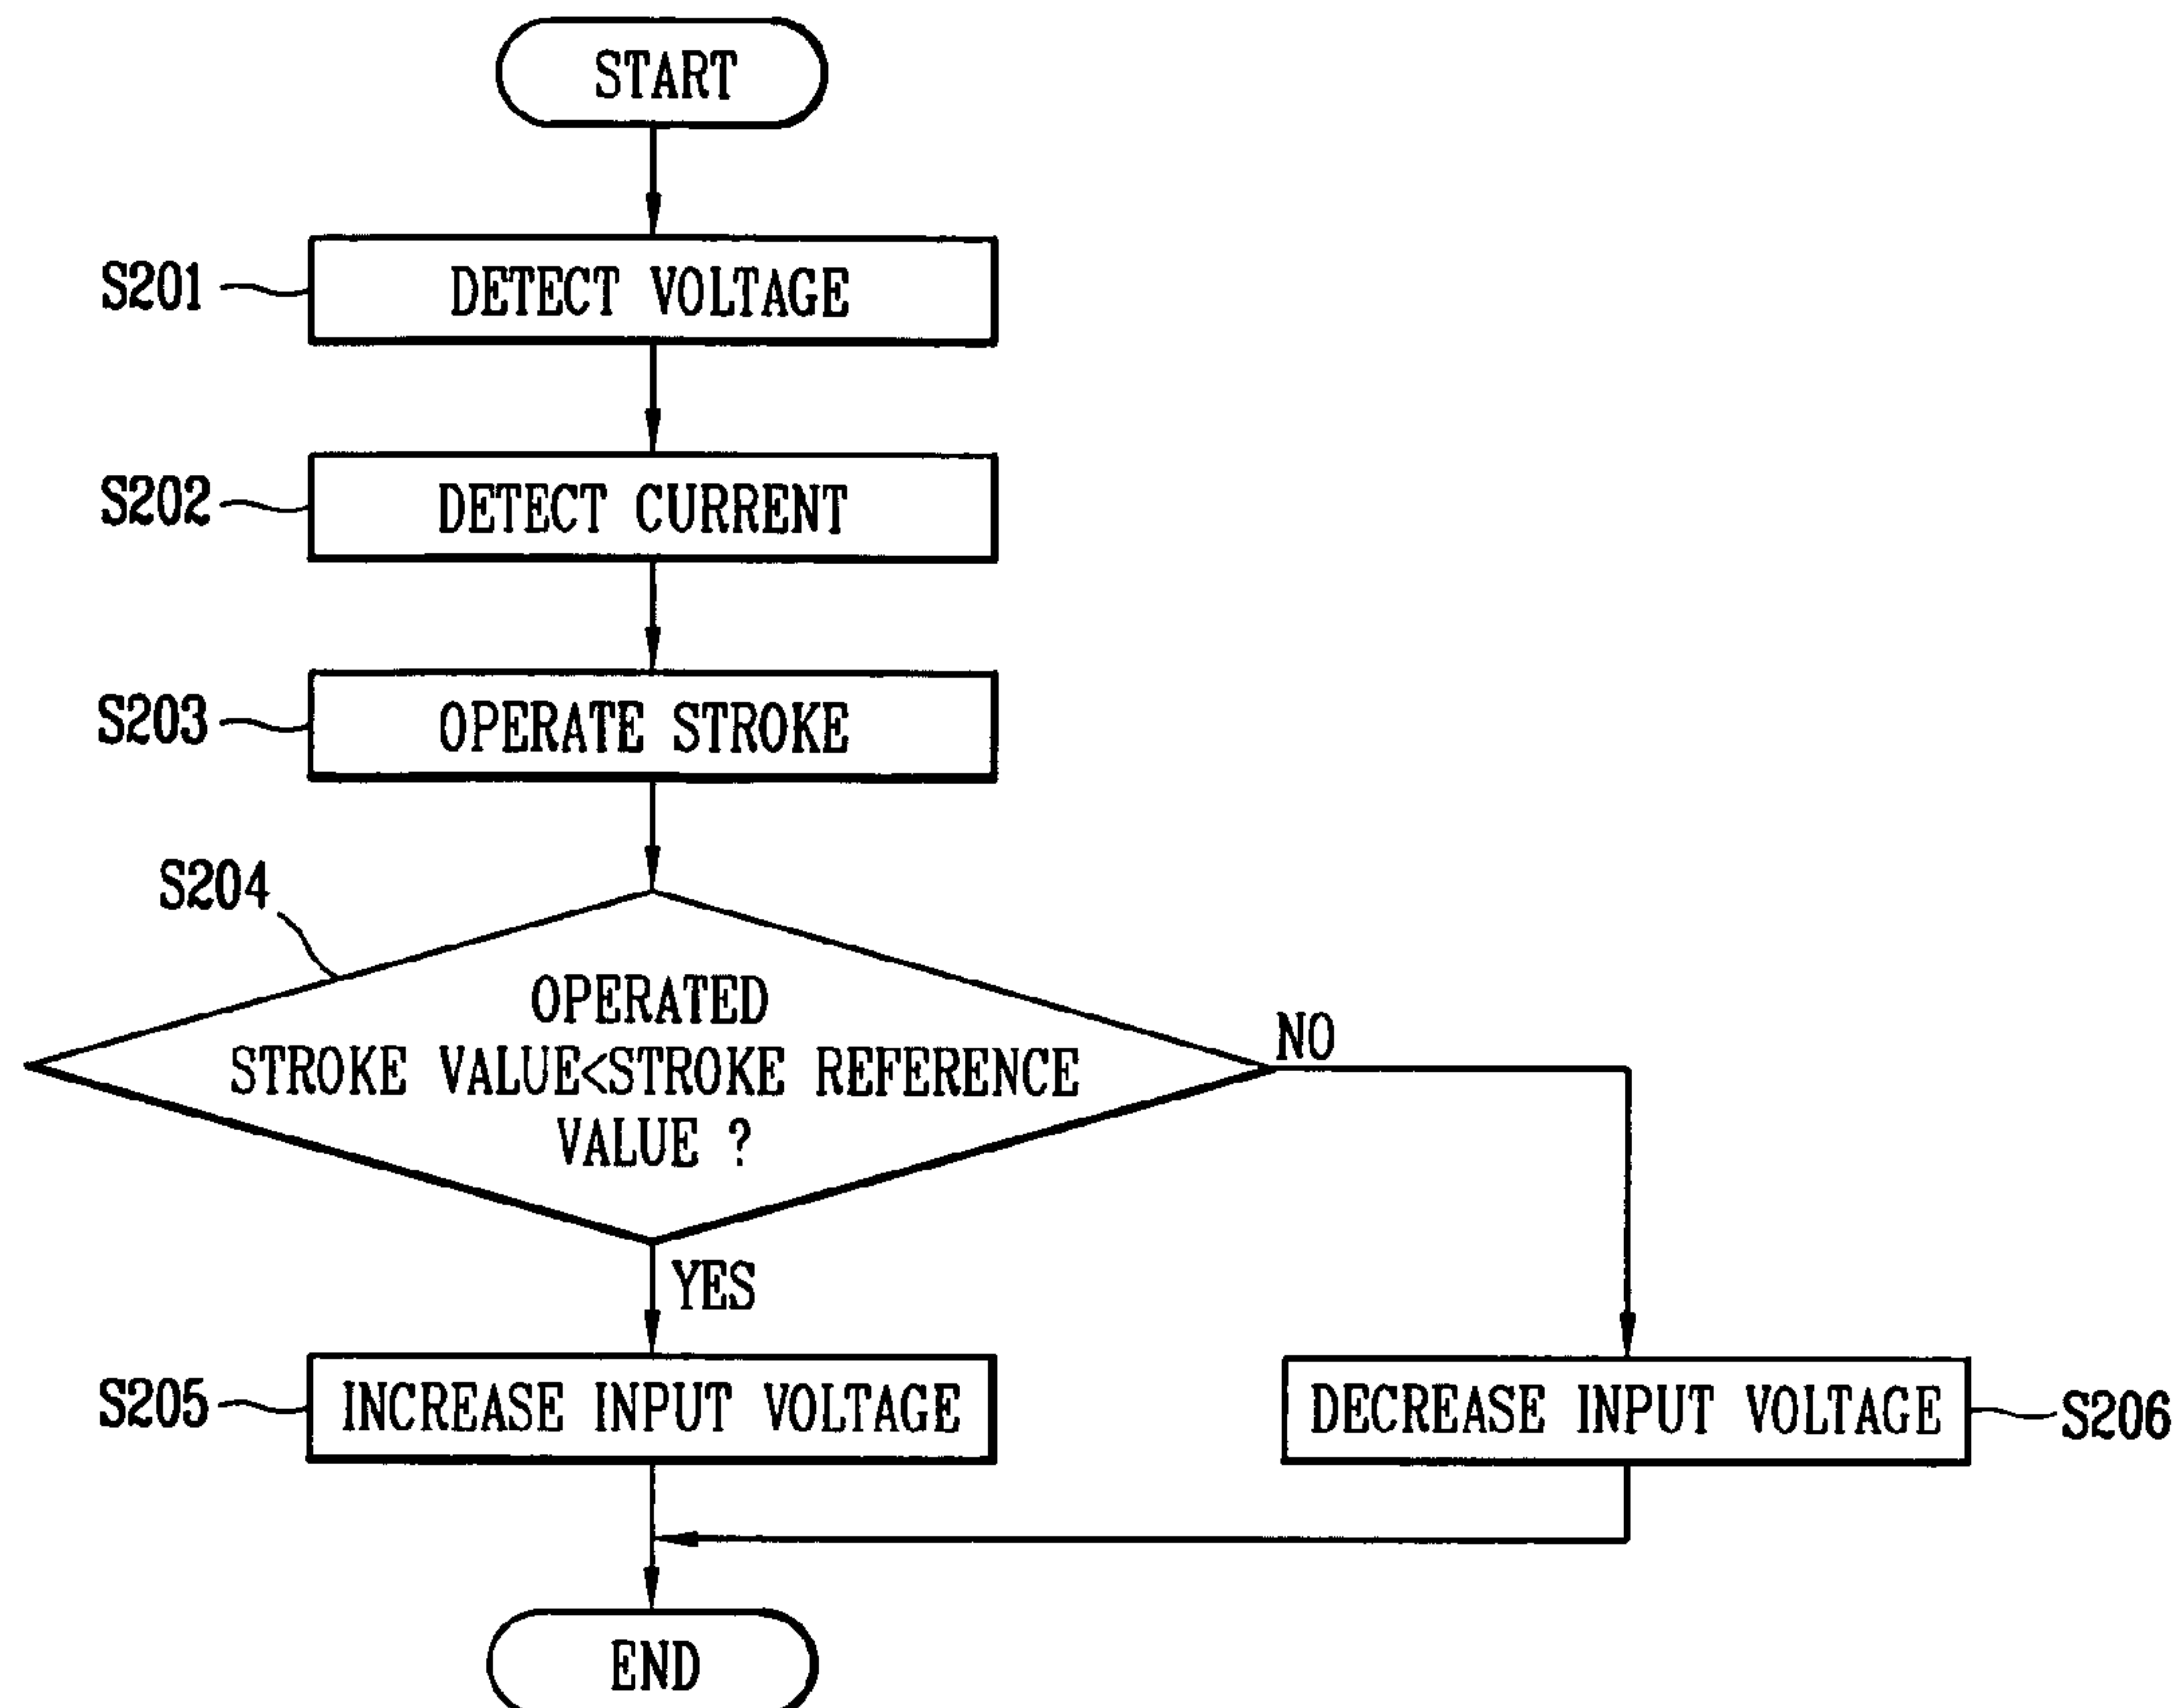 START
S201
DETECT VOLTAGE
S202
DETECT CURRENT
S203
OPERATE STROKE
S204
OPERATED
STROKE VALUE<STROKE REFERENCE
VALUE ?
NO
YES
S205
INCREASE INPUT VOLTAGE
DECREASE INPUT VOLTAGE
S206
END